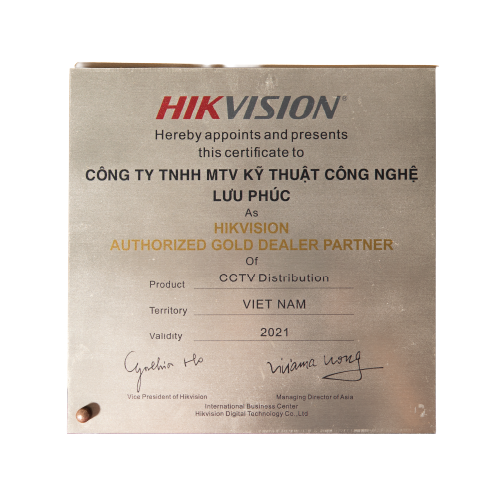 HIKVISION®
Hereby appoints and presents
this certificate to
CÔNG TY TNHH MTV KỸ THUẬT CÔNG NGHỆ
LƯU PHÚC
As
HIKVISION
AUTHORIZED GOLD DEALER PARTNER
Of
Product CCTV Distribution
Territory VIET NAM
Validity 2021
Cynthia Ho
Vice President of Hikvision Managing Director of Asia
International Business Center
Hikvision Digital Technology Co.,Ltd